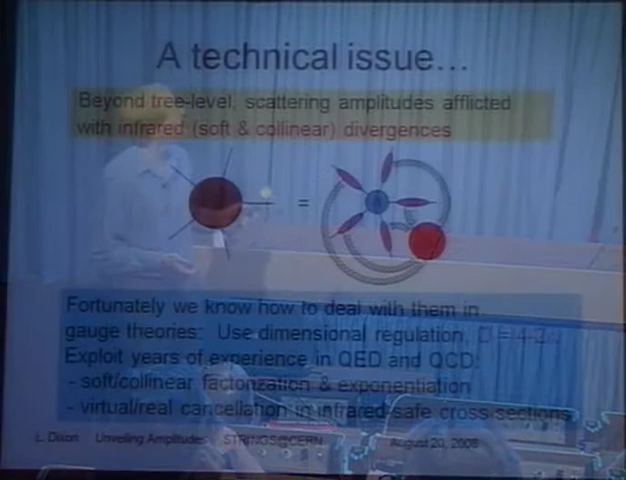 A technical issue…
Beyond tree-level, scattering amplitudes afflicted
with infrared (soft & collinear) divergences
=
Fortunately we know how to deal with them in
gauge theories: Use dimensional regulation,
Exploit years of experience in QED and QCD:
- soft/collinear factorization & exponentiation
- virtual/real cancellation in infrared-safe cross sections
L. Dixon Unveiling Amplitudes STRINGS@CERN August 20, 2008